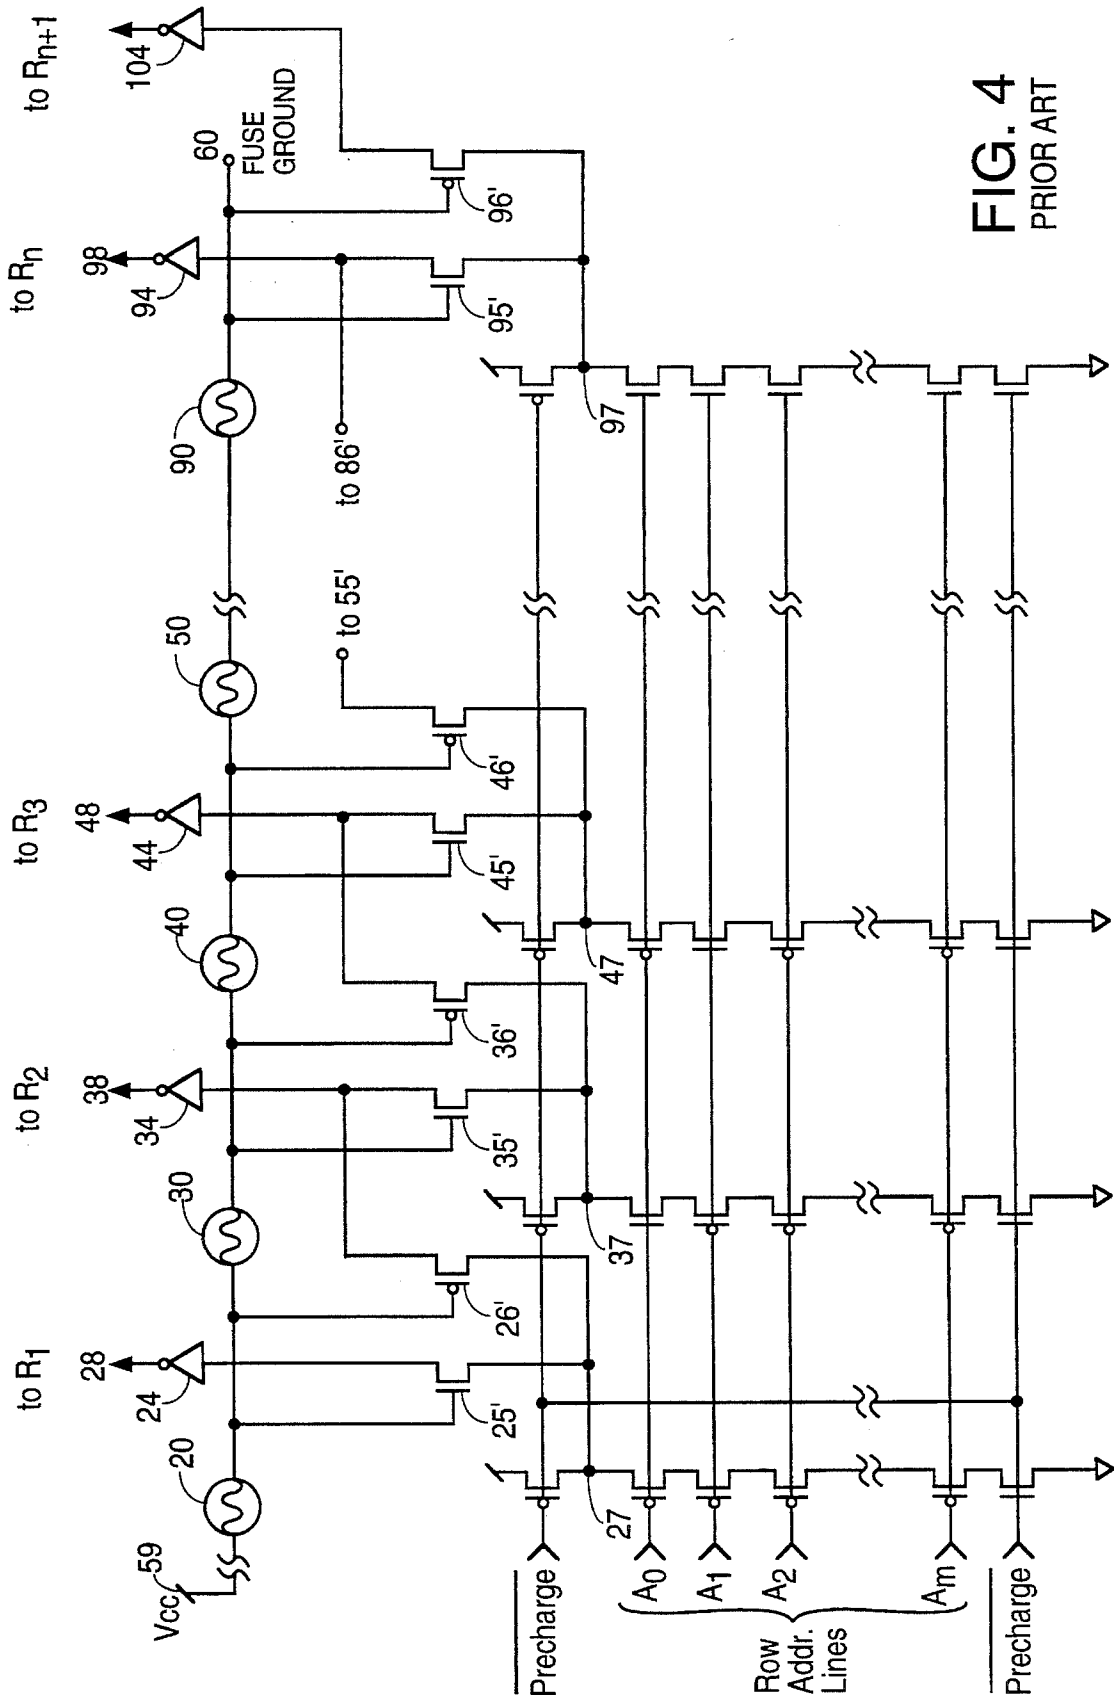 to R1
to R2
to R3
to Rn
to Rn+1
28
38
48
98
24
34
44
94
104
Vcc
59
20
30
40
50
90
60
FUSE
GROUND
25'
26'
35'
36'
45'
46'
to 55'
to 86'
95'
96'
27
37
47
97
Precharge
A0
A1
A2
Am
Row
Addr.
Lines
Precharge
FIG. 4
PRIOR ART